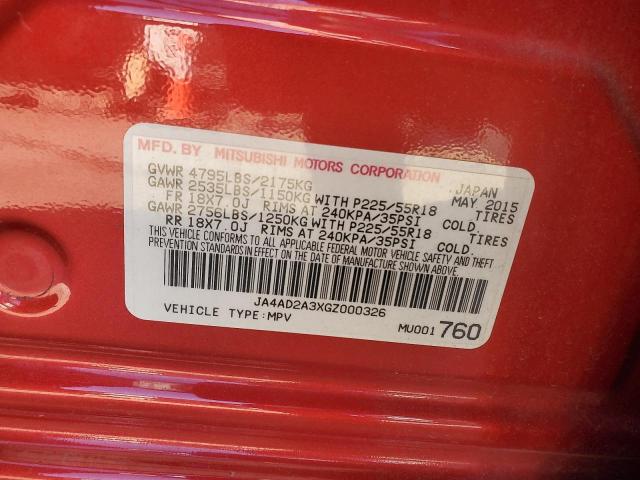 MFD. BY MITSUBISHI MOTORS CORPORATION
GVWR 4795LBS/2175KG JAPAN
GAWR 2535LBS/1150KG WITH P225/55R18 MAY 2015
FR 18X7.0J RIMS AT 240KPA/35PSI COLD. TIRES
GAWR 2756LBS/1250KG WITH P225/55R18 TIRES
RR 18X7.0J RIMS AT 240KPA/35PSI COLD.
THIS VEHICLE CONFORMS TO ALL APPLICABLE FEDERAL MOTOR VEHICLE SAFETY AND THEFT
PREVENTION STANDARDS IN EFFECT ON THE DATE OF MANUFACTURE SHOWN ABOVE.
JA4AD2A3XGZ000326
VEHICLE TYPE:MPV MU001 760